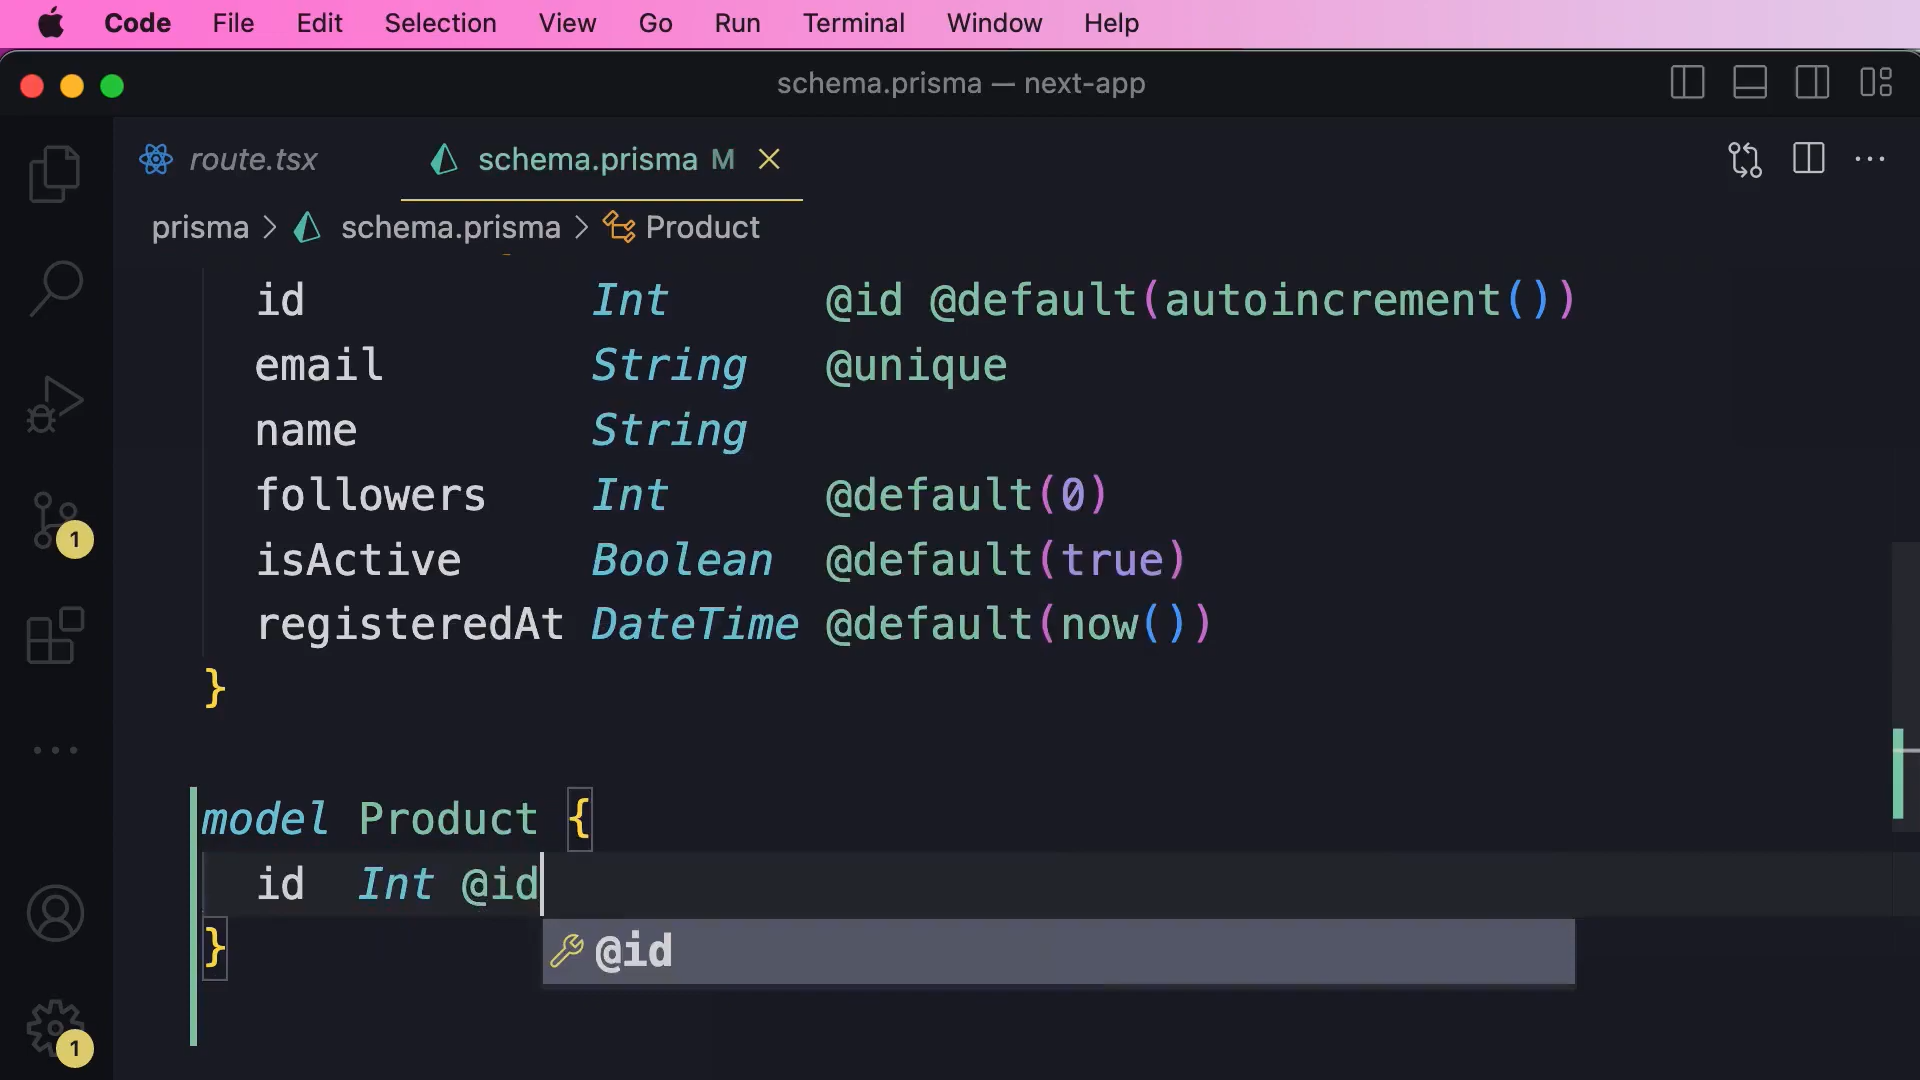 Code File Edit Selection View Go Run Terminal Window Help
schema.prisma — next-app
route.tsx schema.prisma M
prisma > schema.prisma > Product
id Int @id @default(autoincrement())
email String @unique
name String
followers Int @default(0)
isActive Boolean @default(true)
registeredAt DateTime @default(now())
}
model Product {
id Int @id
}
@id
1
1